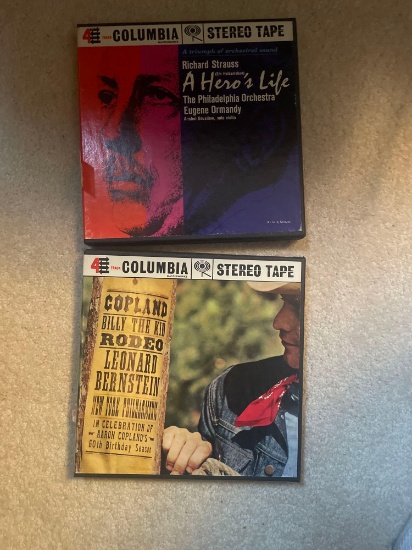 4 TRACK COLUMBIA STEREO TAPE
A triumph of orchestral sound
Richard Strauss
A Hero's Life
The Philadelphia Orchestra
Eugene Ormandy
4 TRACK COLUMBIA STEREO TAPE
COPLAND
BILLY THE KID
RODEO
LEONARD
BERNSTEIN
NEW YORK PHILHARMONIC
IN CELEBRATION OF
AARON COPLAND'S
60th Birthday Season